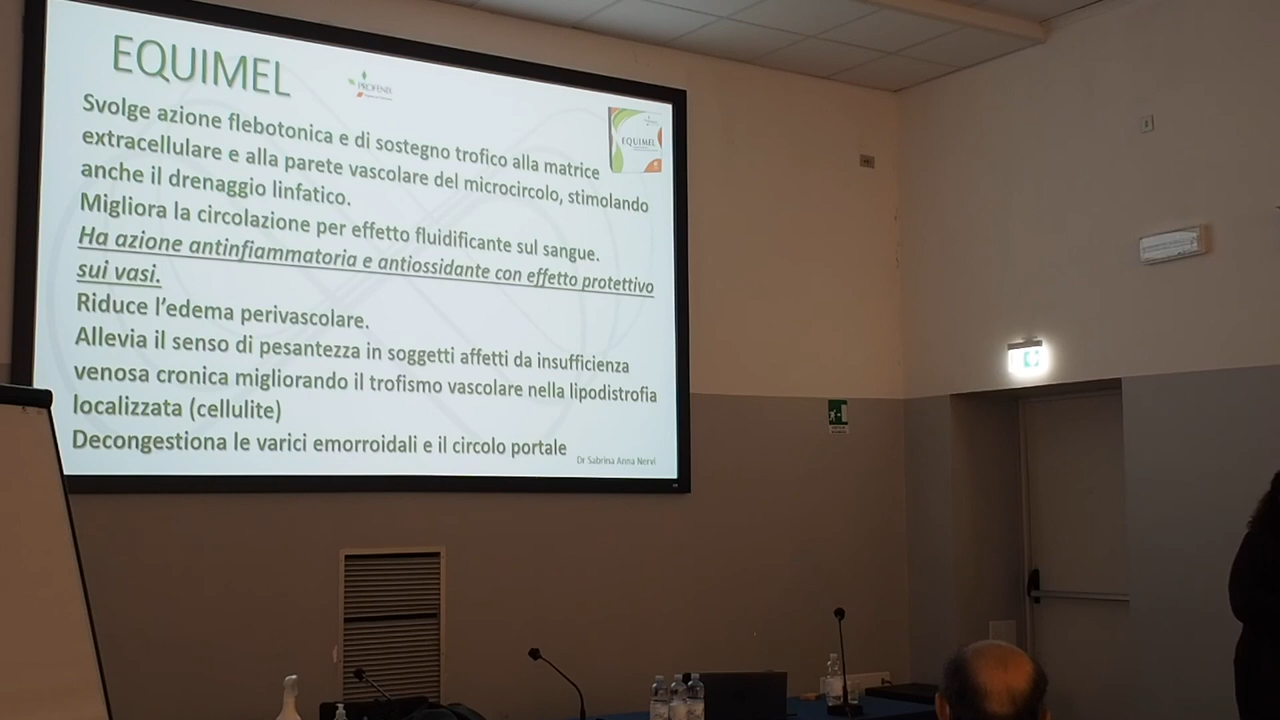 EQUIMEL
PROFENIX
Svolge azione flebotonica e di sostegno trofico alla matrice
extracellulare e alla parete vascolare del microcircolo, stimolando
anche il drenaggio linfatico.
Migliora la circolazione per effetto fluidificante sul sangue.
Ha azione antinfiammatoria e antiossidante con effetto protettivo
sui vasi.
Riduce l'edema perivascolare.
Allevia il senso di pesantezza in soggetti affetti da insufficienza
venosa cronica migliorando il trofismo vascolare nella lipodistrofia
localizzata (cellulite)
Decongestiona le varici emorroidali e il circolo portale
Dr Sabrina Anna Nervi
EQUIMEL